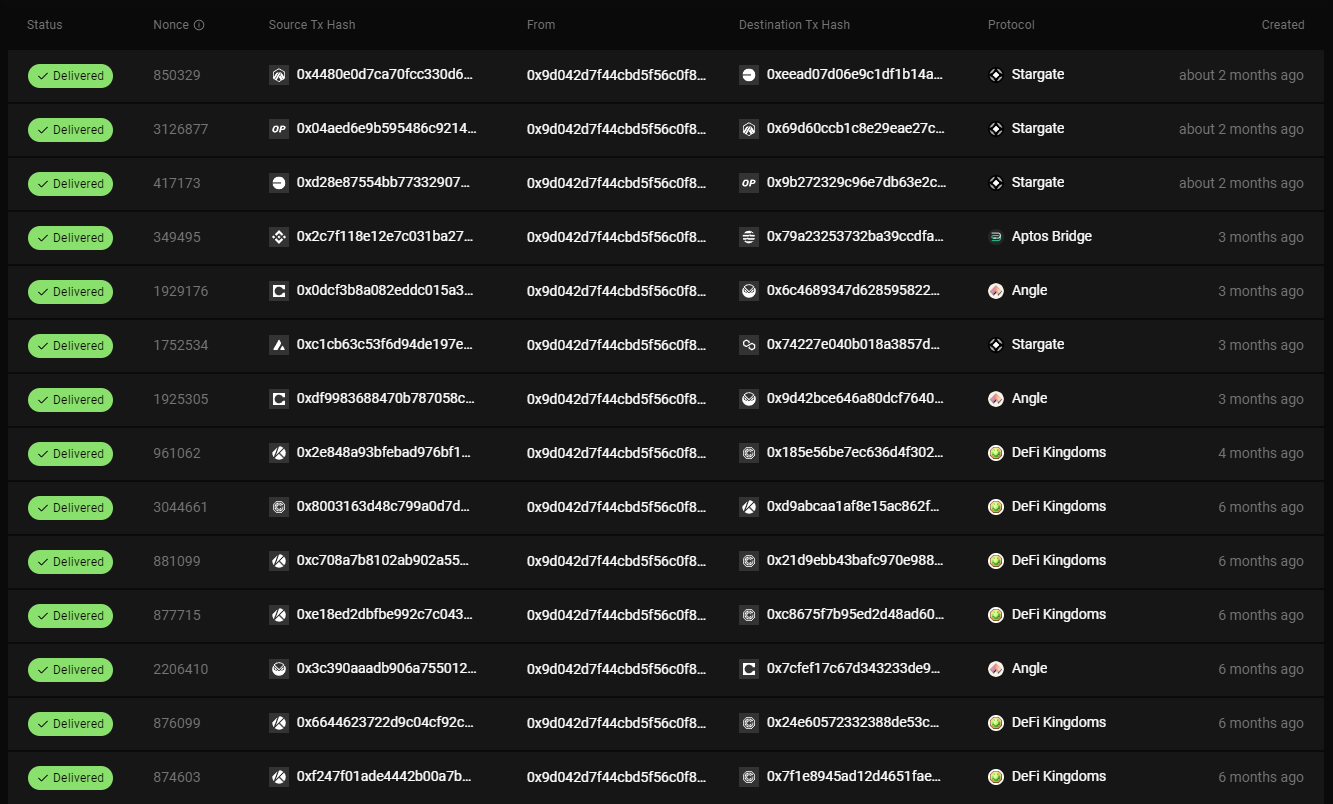 Status Nonce Source Tx Hash From Destination Tx Hash Protocol Created
Delivered 850329 0x4480e0d7ca70fcc330d6... 0x9d042d7f44cbd5f56c0f8... 0xeead07d06e9c1df1b14a... Stargate about 2 months ago
Delivered 3126877 OP 0x04aed6e9b595486c9214... 0x9d042d7f44cbd5f56c0f8... 0x69d60ccb1c8e29eae27c... Stargate about 2 months ago
Delivered 417173 0xd28e87554bb77332907... 0x9d042d7f44cbd5f56c0f8... OP 0x9b272329c96e7db63e2c... Stargate about 2 months ago
Delivered 349495 0x2c7f118e12e7c031ba27... 0x9d042d7f44cbd5f56c0f8... 0x79a23253732ba39ccdfa... Aptos Bridge 3 months ago
Delivered 1929176 0x0dcf3b8a082eddc015a3... 0x9d042d7f44cbd5f56c0f8... 0x6c4689347d628595822... Angle 3 months ago
Delivered 1752534 0xc1cb63c53f6d94de197e... 0x9d042d7f44cbd5f56c0f8... 0x74227e040b018a3857d... Stargate 3 months ago
Delivered 1925305 0xdf9983688470b787058c... 0x9d042d7f44cbd5f56c0f8... 0x9d42bce646a80dcf7640... Angle 3 months ago
Delivered 961062 0x2e848a93bfebad976bf1... 0x9d042d7f44cbd5f56c0f8... 0x185e56be7ec636d4f302... DeFi Kingdoms 4 months ago
Delivered 3044661 0x8003163d48c799a0d7d... 0x9d042d7f44cbd5f56c0f8... 0xd9abcaa1af8e15ac862f... DeFi Kingdoms 6 months ago
Delivered 881099 0xc708a7b8102ab902a55... 0x9d042d7f44cbd5f56c0f8... 0x21d9ebb43bafc970e988... DeFi Kingdoms 6 months ago
Delivered 877715 0xe18ed2dbfbe992c7c043... 0x9d042d7f44cbd5f56c0f8... 0xc8675f7b95ed2d48ad60... DeFi Kingdoms 6 months ago
Delivered 2206410 0x3c390aaadb906a755012... 0x9d042d7f44cbd5f56c0f8... 0x7cfef17c67d343233de9... Angle 6 months ago
Delivered 876099 0x6644623722d9c04cf92c... 0x9d042d7f44cbd5f56c0f8... 0x24e60572332388de53c... DeFi Kingdoms 6 months ago
Delivered 874603 0xf247f01ade4442b00a7b... 0x9d042d7f44cbd5f56c0f8... 0x7f1e8945ad12d4651fae... DeFi Kingdoms 6 months ago